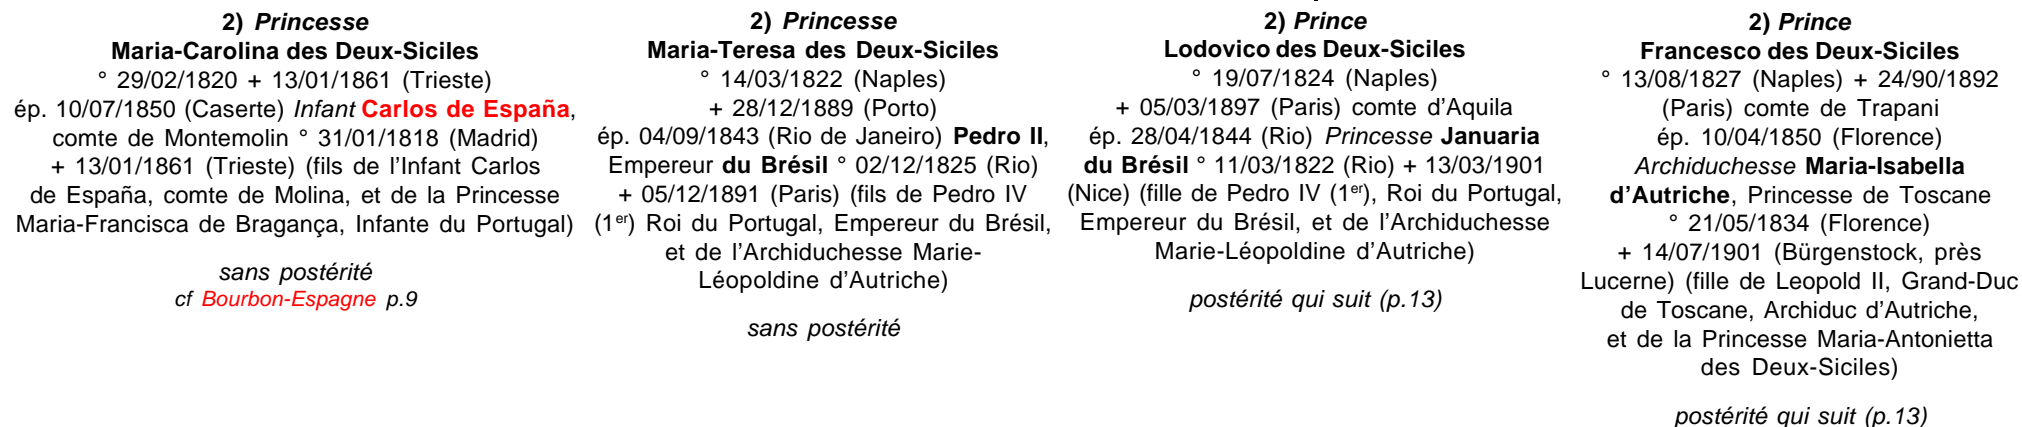 2) Princesse
Maria-Carolina des Deux-Siciles
° 29/02/1820 + 13/01/1861 (Trieste)
ép. 10/07/1850 (Caserte) Infant Carlos de España,
comte de Montemolin ° 31/01/1818 (Madrid)
+ 13/01/1861 (Trieste) (fils de l'Infant Carlos
de España, comte de Molina, et de la Princesse
Maria-Francisca de Bragança, Infante du Portugal)
sans postérité
cf Bourbon-Espagne p.9
2) Princesse
Maria-Teresa des Deux-Siciles
° 14/03/1822 (Naples)
+ 28/12/1889 (Porto)
ép. 04/09/1843 (Rio de Janeiro) Pedro II,
Empereur du Brésil ° 02/12/1825 (Rio)
+ 05/12/1891 (Paris) (fils de Pedro IV
(1er) Roi du Portugal, Empereur du Brésil,
et de l'Archiduchesse Marie-
Léopoldine d'Autriche)
sans postérité
2) Prince
Lodovico des Deux-Siciles
° 19/07/1824 (Naples)
+ 05/03/1897 (Paris) comte d'Aquila
ép. 28/04/1844 (Rio) Princesse Januaria
du Brésil ° 11/03/1822 (Rio) + 13/03/1901
(Nice) (fille de Pedro IV (1er), Roi du Portugal,
Empereur du Brésil, et de l'Archiduchesse
Marie-Léopoldine d'Autriche)
postérité qui suit (p.13)
2) Prince
Francesco des Deux-Siciles
° 13/08/1827 (Naples) + 24/90/1892
(Paris) comte de Trapani
ép. 10/04/1850 (Florence)
Archiduchesse Maria-Isabella
d'Autriche, Princesse de Toscane
° 21/05/1834 (Florence)
+ 14/07/1901 (Bürgenstock, près
Lucerne) (fille de Leopold II, Grand-Duc
de Toscane, Archiduc d'Autriche,
et de la Princesse Maria-Antonietta
des Deux-Siciles)
postérité qui suit (p.13)